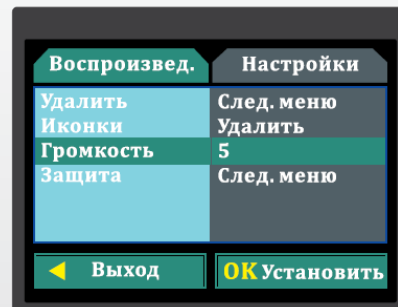 Воспроизвед. Настройки
Удалить След. меню
Иконки Удалить
Громкость 5
Защита След. меню
Выход OK Установить